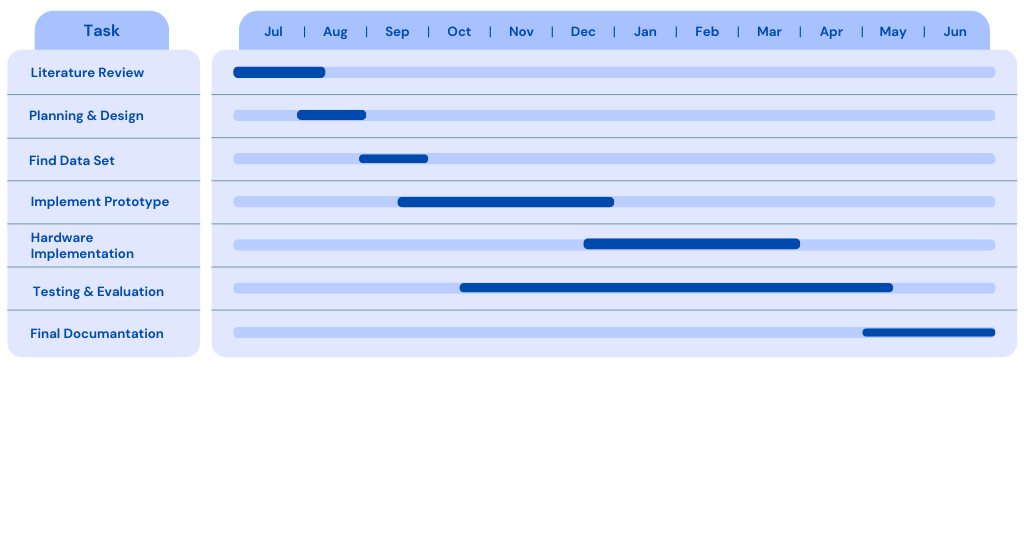 Task
Jul | Aug | Sep | Oct | Nov | Dec | Jan | Feb | Mar | Apr | May | Jun
Literature Review
Planning & Design
Find Data Set
Implement Prototype
Hardware
Implementation
Testing & Evaluation
Final Documantation